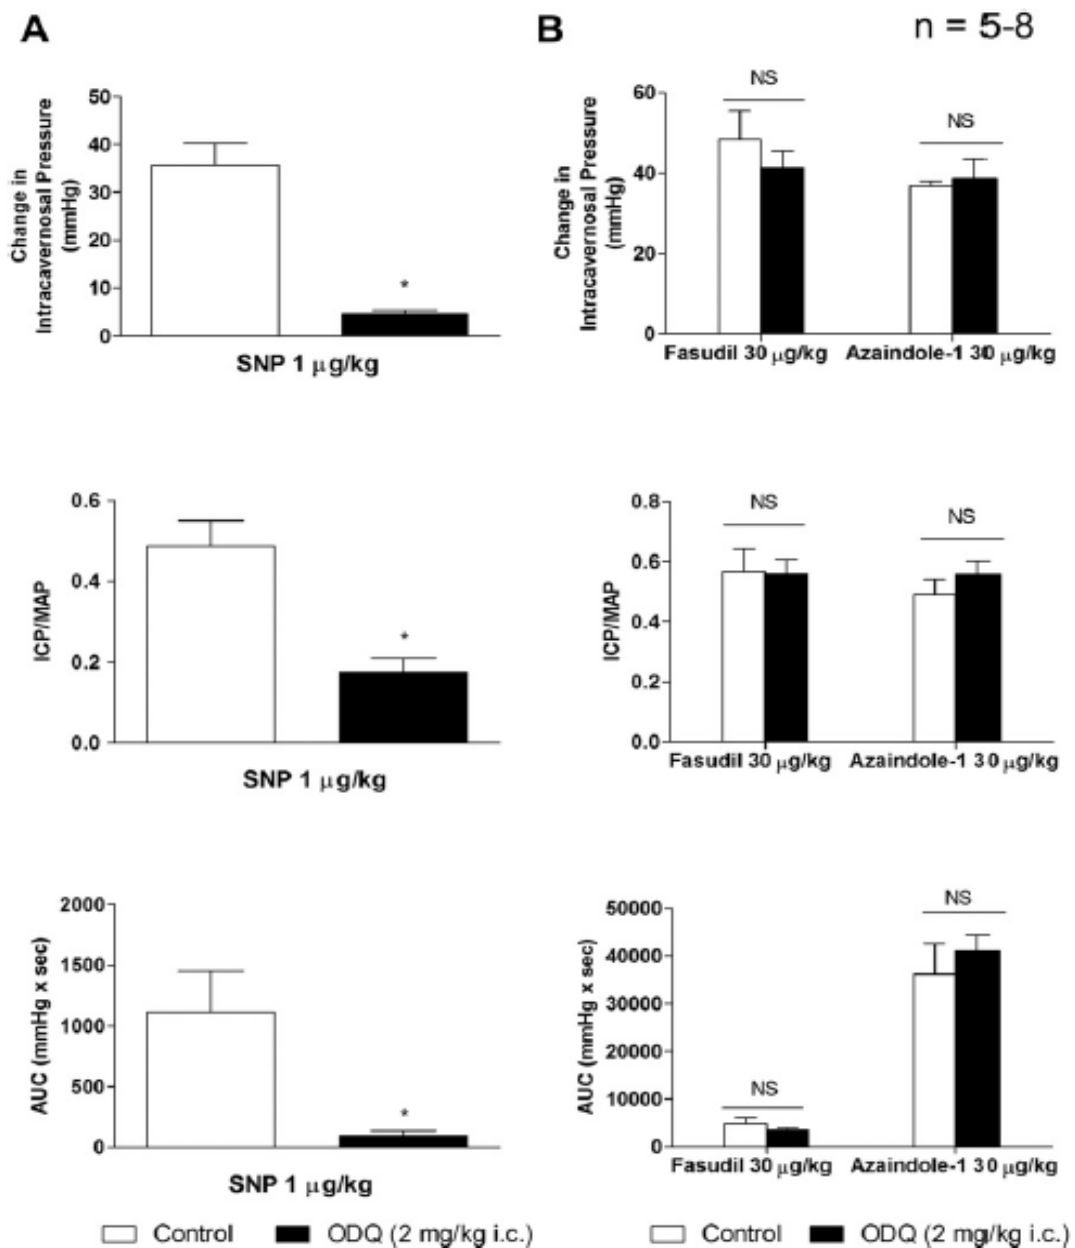 A
B
n = 5-8
Change in
Intracavernosal Pressure
(mmHg)
50
40
30
20
10
0
*
SNP 1 μg/kg
Change in
Intracavernosal Pressure
(mmHg)
60
40
20
0
NS
NS
Fasudil 30 μg/kg
Azaindole-1 30 μg/kg
ICP/MAP
0.6
0.4
0.2
0.0
*
SNP 1 μg/kg
ICP/MAP
0.8
0.6
0.4
0.2
0.0
NS
NS
Fasudil 30 μg/kg
Azaindole-1 30 μg/kg
AUC (mmHg x sec)
2000
1500
1000
500
0
*
SNP 1 μg/kg
AUC (mmHg x sec)
50000
40000
30000
20000
10000
0
NS
NS
Fasudil 30 μg/kg
Azaindole-1 30 μg/kg
Control
ODQ (2 mg/kg i.c.)
Control
ODQ (2 mg/kg i.c.)